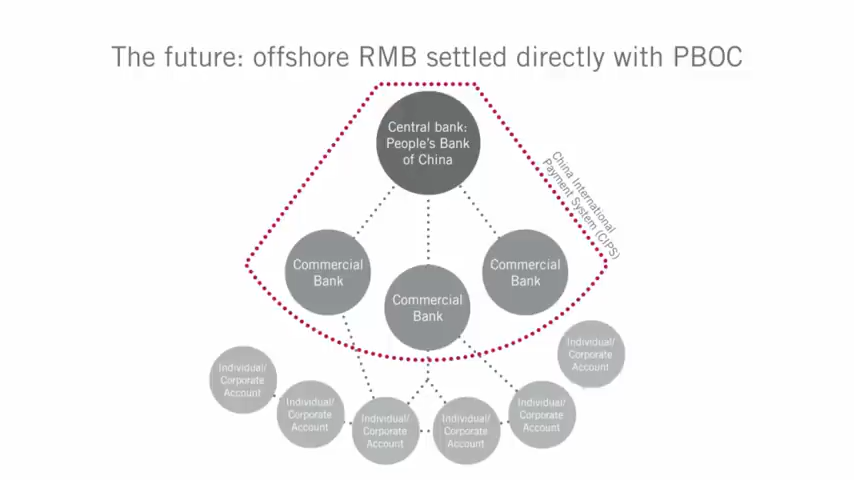 The future: offshore RMB settled directly with PBOC
Central bank:
People's Bank
of China
China International
Payment System (CIPS)
Commercial
Bank
Commercial
Bank
Commercial
Bank
Individual/
Corporate
Account
Individual/
Corporate
Account
Individual/
Corporate
Account
Individual/
Corporate
Account
Individual/
Corporate
Account
Individual/
Corporate
Account